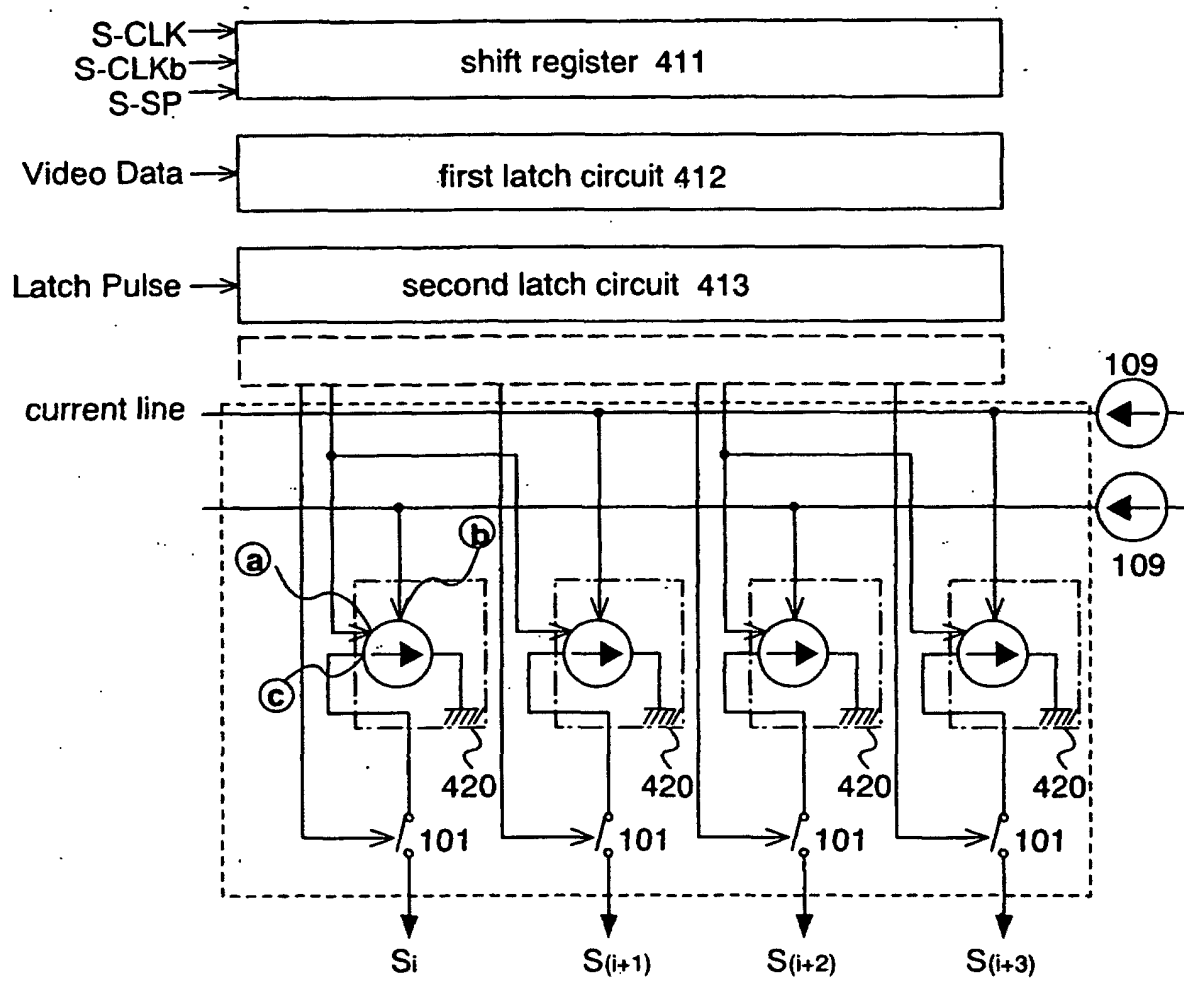 S-CLK
S-CLKb
S-SP
shift register 411
Video Data
first latch circuit 412
Latch Pulse
second latch circuit 413
109
current line
109
a
b
c
420
420
420
420
101
101
101
101
Si
S(i+1)
S(i+2)
S(i+3)